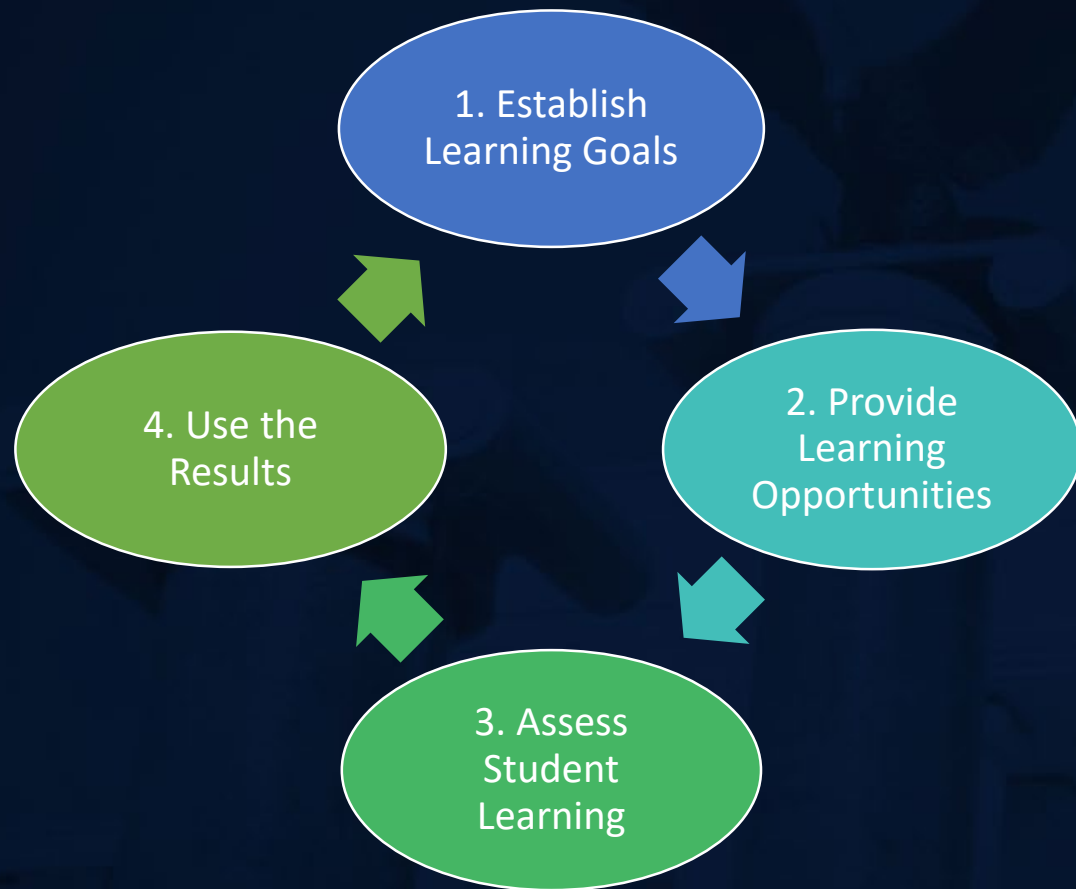 1. Establish
Learning Goals
2. Provide
Learning
Opportunities
3. Assess
Student
Learning
4. Use the
Results